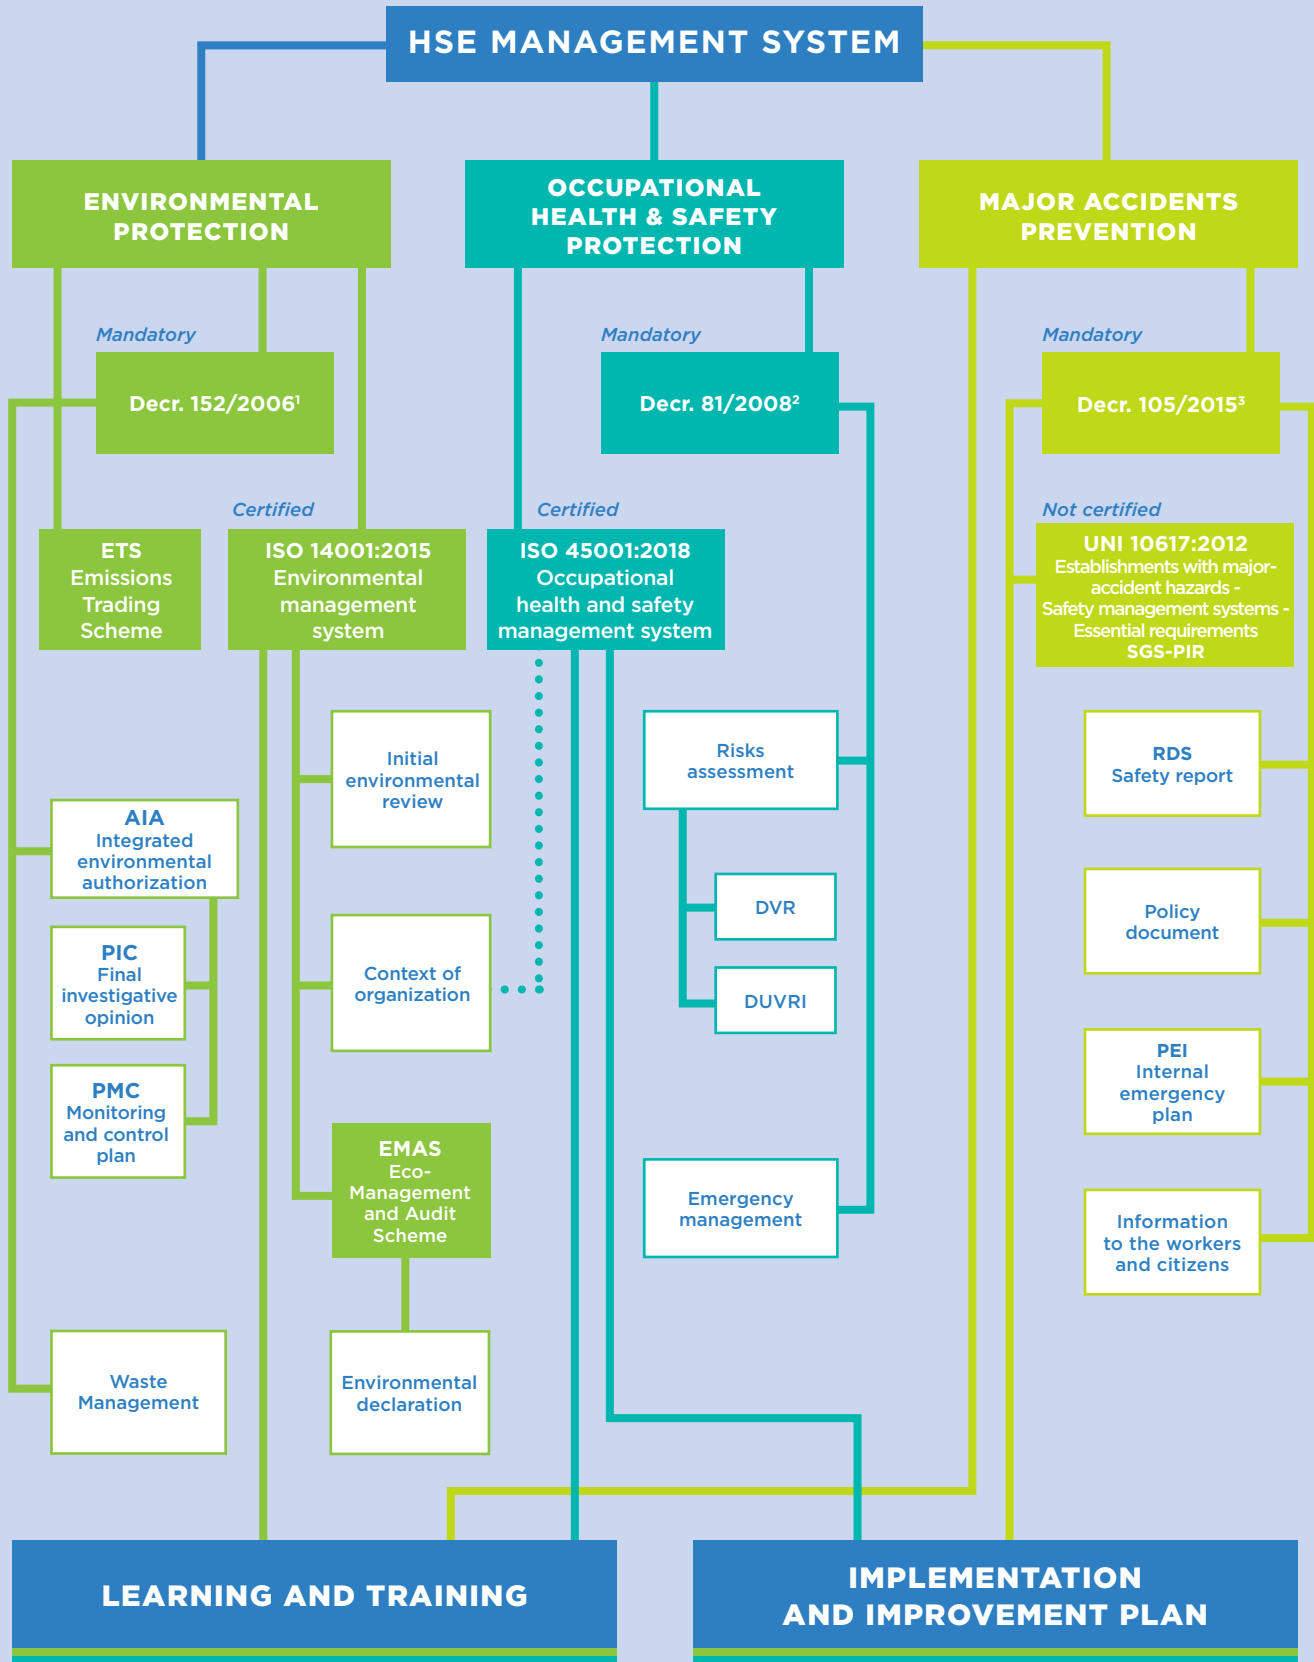 HSE MANAGEMENT SYSTEM
ENVIRONMENTAL
PROTECTION
OCCUPATIONAL
HEALTH & SAFETY
PROTECTION
MAJOR ACCIDENTS
PREVENTION
Mandatory
Decr. 152/2006¹
Mandatory
Decr. 81/2008²
Mandatory
Decr. 105/2015³
ETS
Emissions
Trading
Scheme
Certified
ISO 14001:2015
Environmental
management
system
Certified
ISO 45001:2018
Occupational
health and safety
management system
Not certified
UNI 10617:2012
Establishments with major-
accident hazards -
Safety management systems -
Essential requirements
SGS-PIR
AIA
Integrated
environmental
authorization
PIC
Final
investigative
opinion
PMC
Monitoring
and control
plan
Waste
Management
Initial
environmental
review
Context of
organization
EMAS
Eco-
Management
and Audit
Scheme
Environmental
declaration
Risks
assessment
DVR
DUVRI
Emergency
management
RDS
Safety report
Policy
document
PEI
Internal
emergency
plan
Information
to the workers
and citizens
LEARNING AND TRAINING
IMPLEMENTATION
AND IMPROVEMENT PLAN